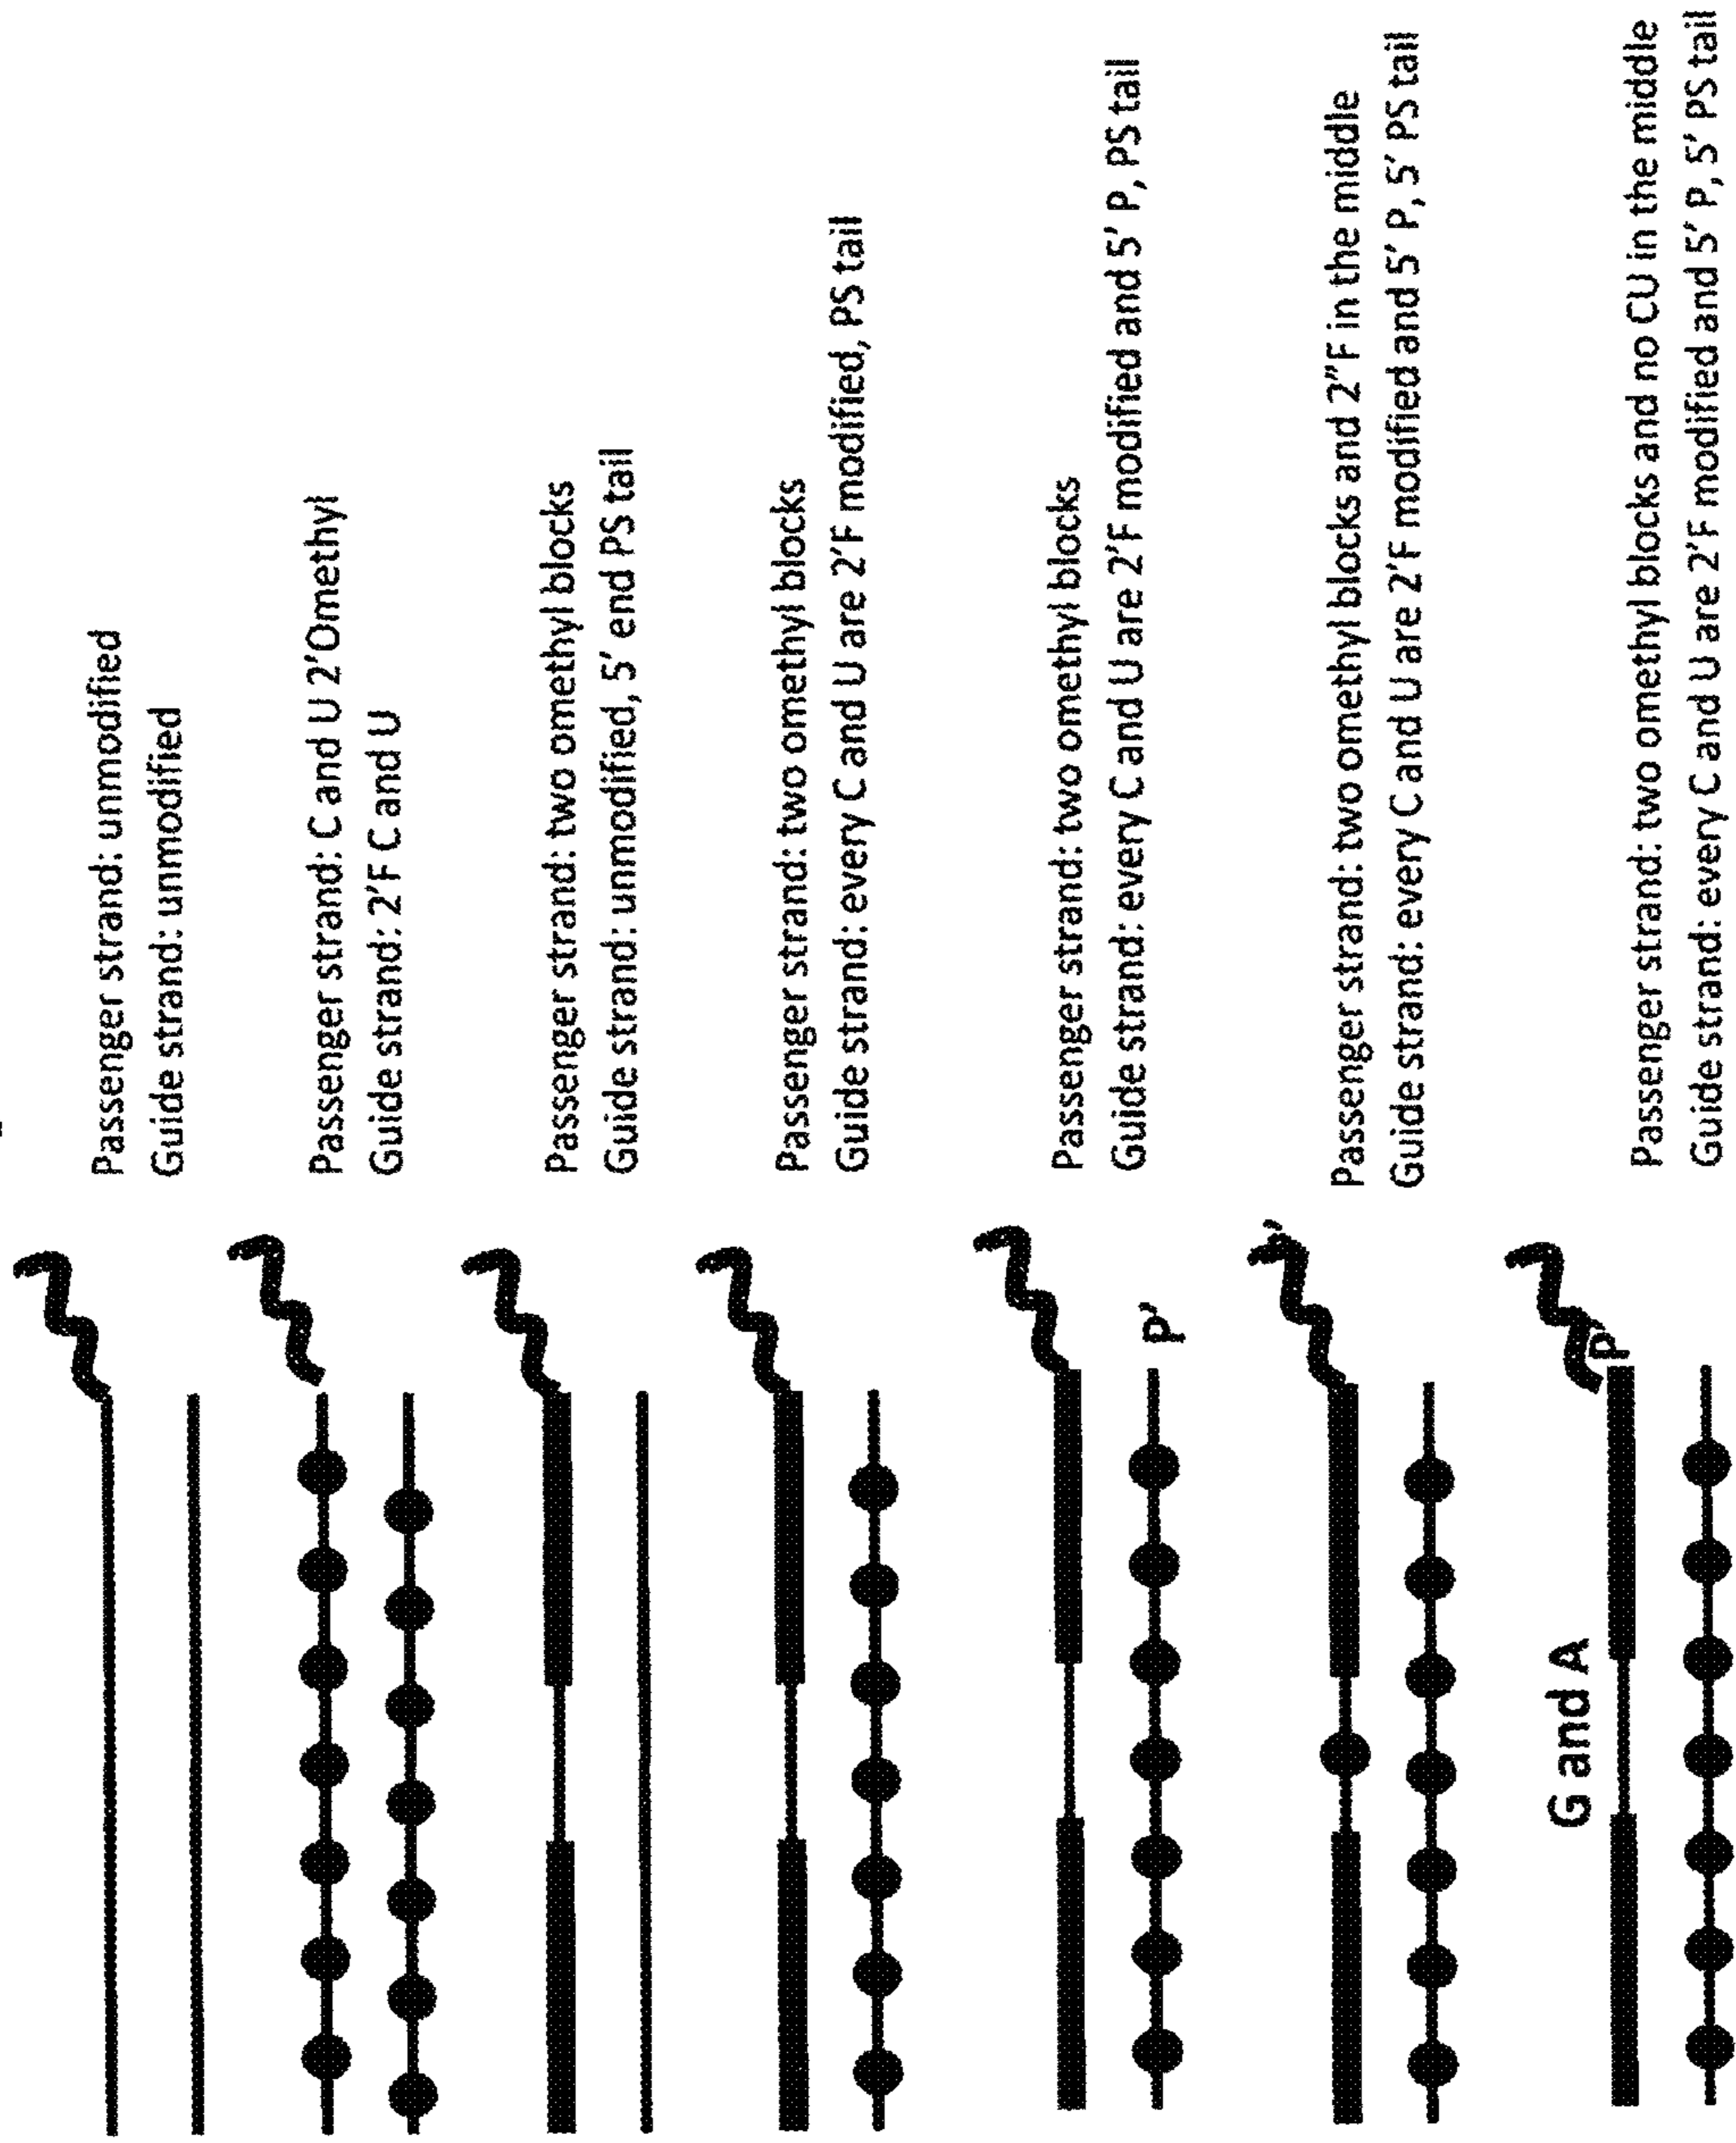 Passenger strand: unmodified
Guide strand: unmodified
Passenger strand: C and U 2'Omethyl
Guide strand: 2'F C and U
Passenger strand: two omethyl blocks
Guide strand: unmodified, 5' end PS tail
Passenger strand: two omethyl blocks
Guide strand: every C and U are 2'F modified, PS tail
P'
Passenger strand: two omethyl blocks
Guide strand: every C and U are 2'F modified and 5' P, PS tail
Passenger strand: two omethyl blocks and 2"F in the middle
Guide strand: every C and U are 2'F modified and 5' P, 5' PS tail
G and A
P'
Passenger strand: two omethyl blocks and no CU in the middle
Guide strand: every C and U are 2'F modified and 5' P, 5' PS tail